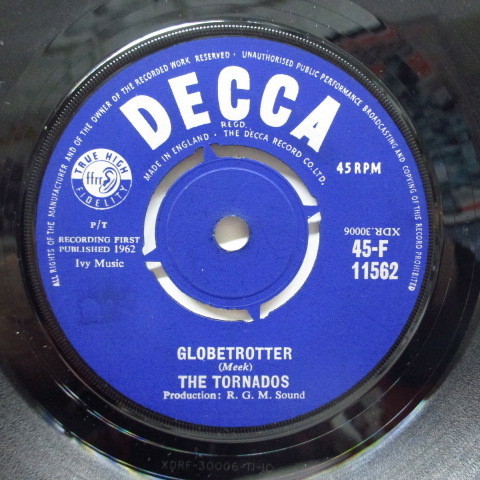 ALL RIGHTS OF THE MANUFACTURER AND OF THE OWNER OF THE RECORDED WORK RESERVED · UNAUTHORISED PUBLIC PERFORMANCE BROADCASTING AND COPYING OF THIS RECORD PROHIBITED
DECCA
REGD.
MADE IN ENGLAND · THE DECCA RECORD CO. LTD.
TRUE HIGH
ffrr
FIDELITY
45 RPM
P/T
RECORDING FIRST
PUBLISHED 1962
Ivy Music
XDR.30006
45-F
11562
GLOBETROTTER
(Meek)
THE TORNADOS
Production: R. G. M. Sound